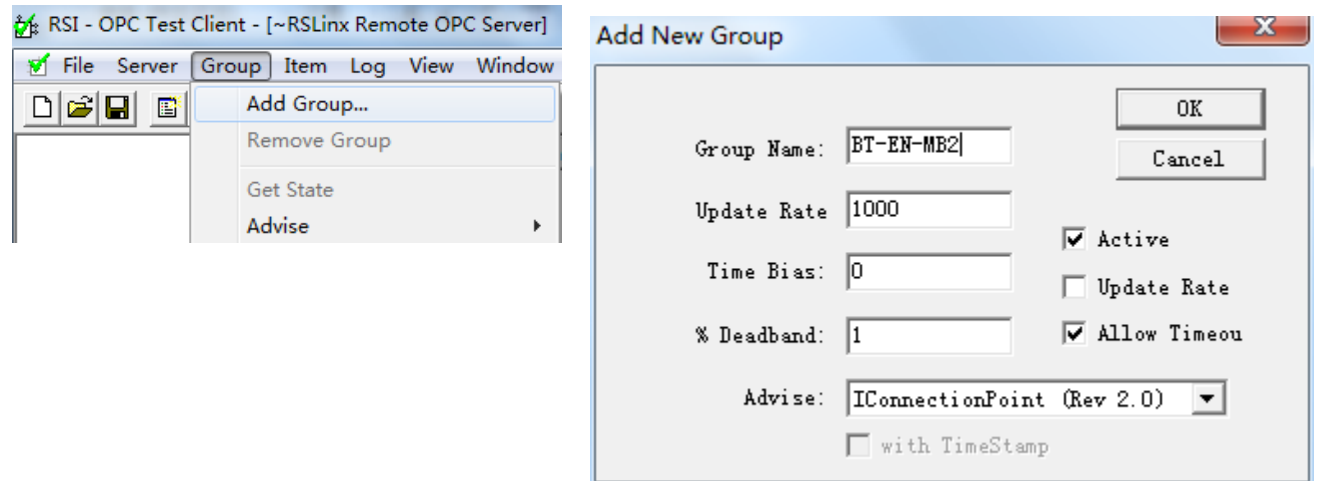 RSI - OPC Test Client - [~RSLinx Remote OPC Server]
File Server Group Item Log View Window
Add Group...
Remove Group
Get State
Advise
Add New Group
OK
Group Name: BT-EN-MB2
Cancel
Update Rate 1000
Active
Time Bias: 0
Update Rate
% Deadband: 1
Allow Timeou
Advise: IConnectionPoint (Rev 2.0)
with TimeStamp